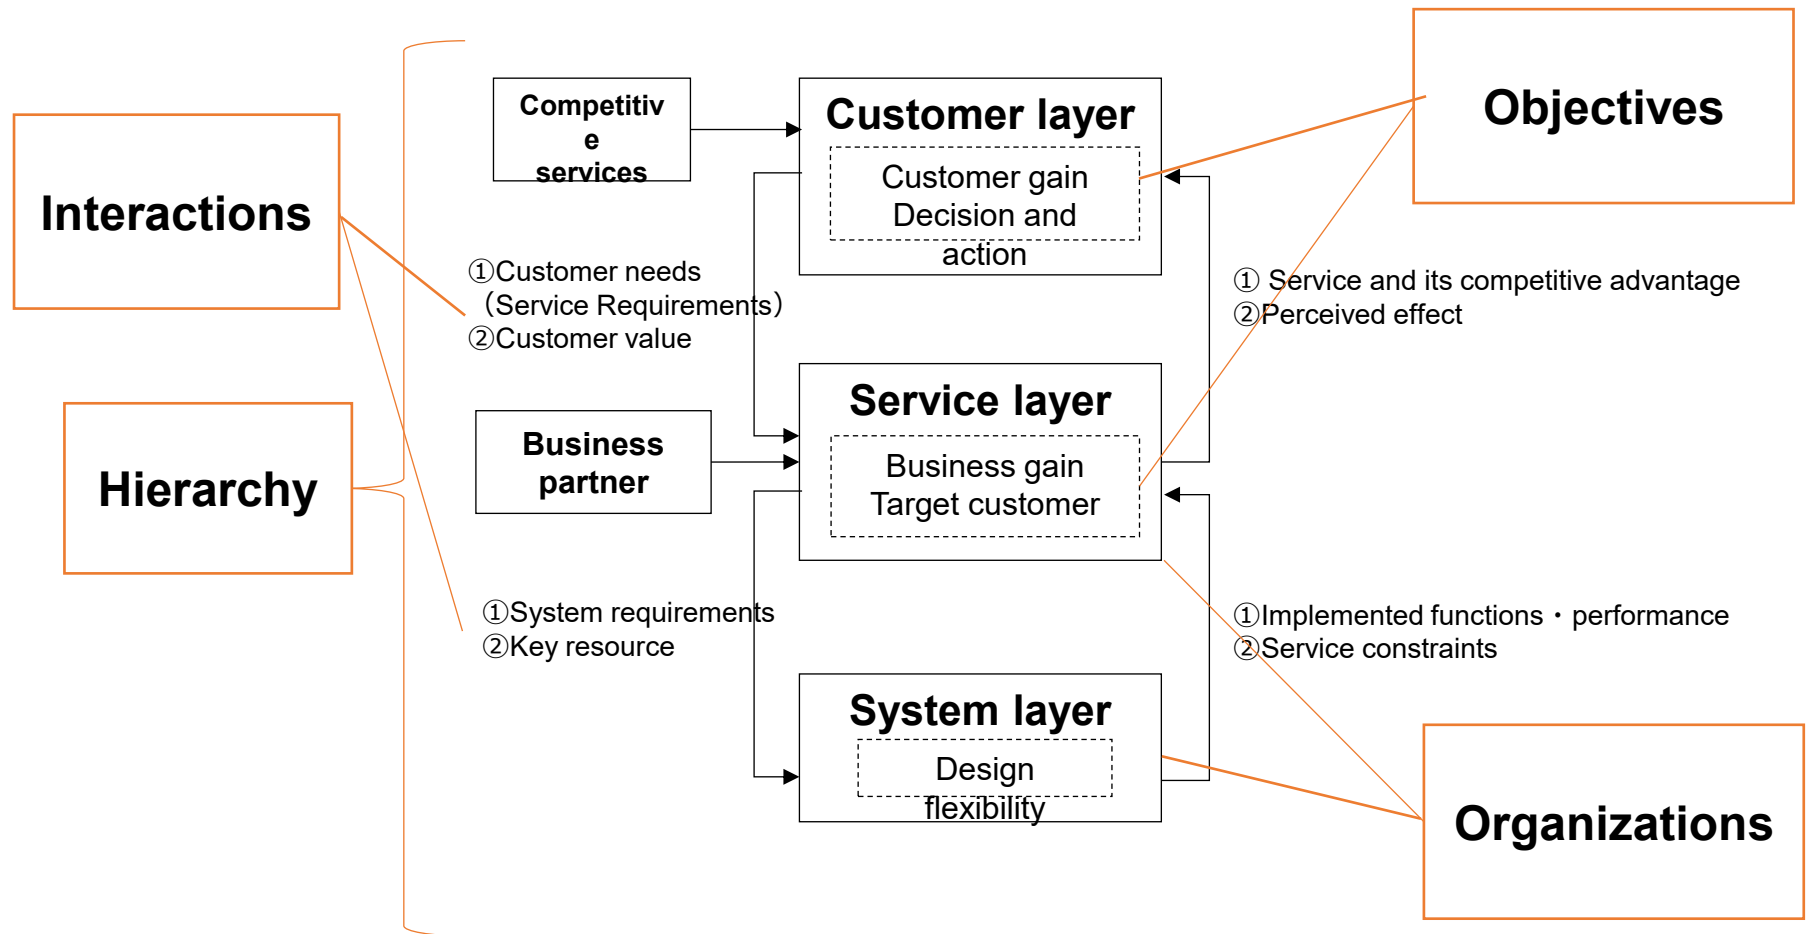 Objectives
Competitiv
e
services
Customer layer
Customer gain
Decision and
action
Interactions
①Customer needs
（Service Requirements）
②Customer value
① Service and its competitive advantage
②Perceived effect
Service layer
Business gain
Target customer
Business
partner
Hierarchy
①System requirements
②Key resource
①Implemented functions・performance
②Service constraints
System layer
Design
flexibility
Organizations